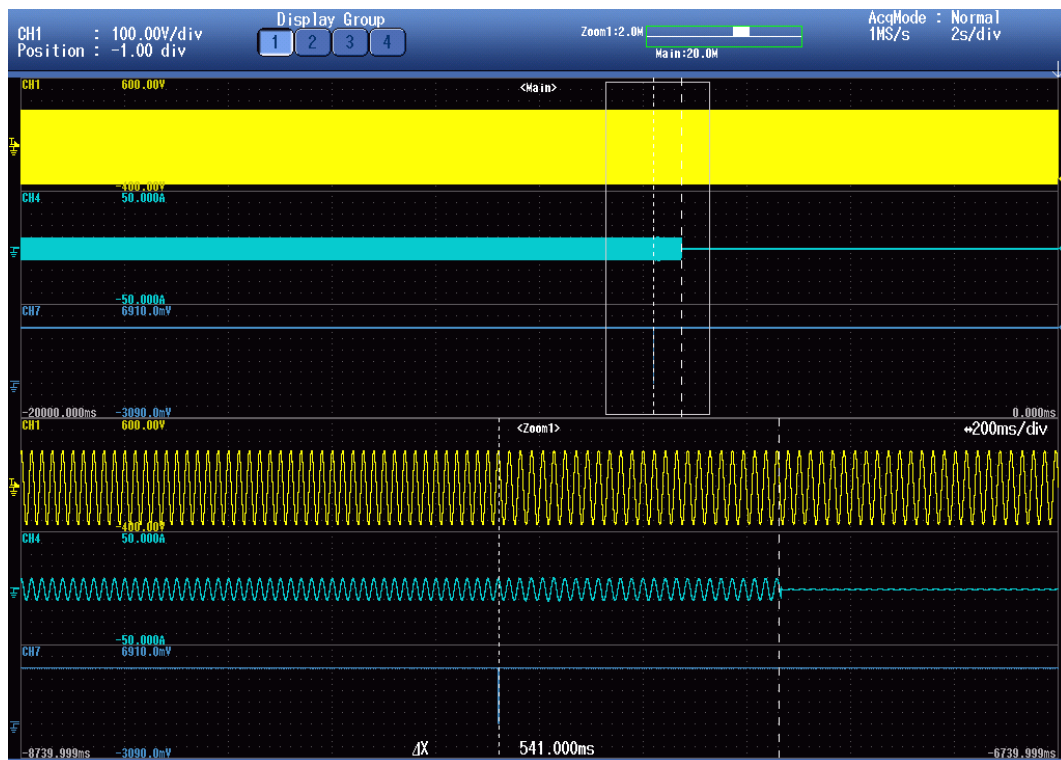 CH1 : 100.00V/div
Position : -1.00 div
Display Group
1 2 3 4
Zoom1:2.0M
Main:20.0M
AcqMode : Normal
1MS/s 2s/div
CH1 600.00V <Main>
-400.00V
CH4 50.000A
-50.000A
CH7 6910.0mV
-20000.000ms -3090.0mV 0.000ms
CH1 600.00V <Zoom1> ↔200ms/div
-400.00V
CH4 50.000A
-50.000A
CH7 6910.0mV
ΔX 541.000ms
-8739.999ms -3090.0mV -6739.999ms